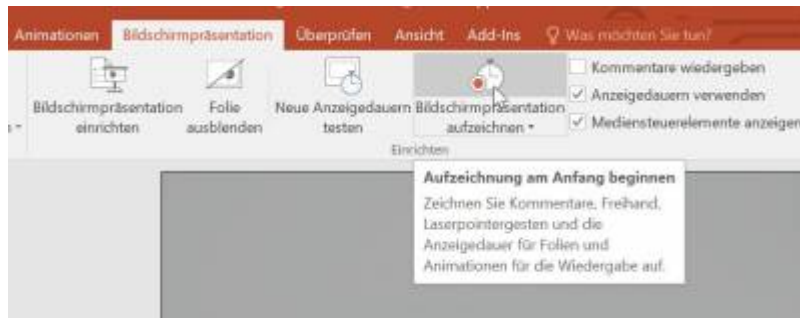 Animationen Bildschirmpräsentation Überprüfen Ansicht Add-Ins Was möchten Sie tun?
Bildschirmpräsentation einrichten
Folie ausblenden
Neue Anzeigedauern testen
Bildschirmpräsentation aufzeichnen
Kommentare wiedergeben
Anzeigedauern verwenden
Mediensteuerelemente anzeigen
Einrichten
Aufzeichnung am Anfang beginnen
Zeichnen Sie Kommentare, Freihand,
Laserpointergesten und die
Anzeigedauer für Folien und
Animationen für die Wiedergabe auf.